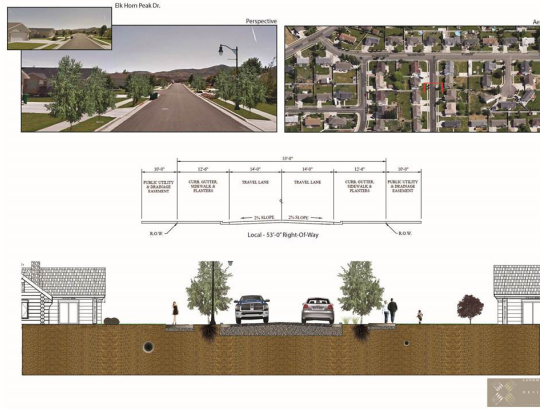 Elk Horn Peak Dr.
Perspective
Ae
53'-0"
10'-0"
12'-6"
14'-0"
14'-0"
12'-6"
10'-0"
PUBLIC UTILITY
& DRAINAGE
EASEMENT
CURB, GUTTER,
SIDEWALK &
PLANTERS
TRAVEL LANE
TRAVEL LANE
CURB, GUTTER,
SIDEWALK &
PLANTERS
PUBLIC UTILITY
& DRAINAGE
EASEMENT
2% SLOPE
2% SLOPE
R.O.W.
Local - 53'-0" Right-Of-Way
R.O.W.